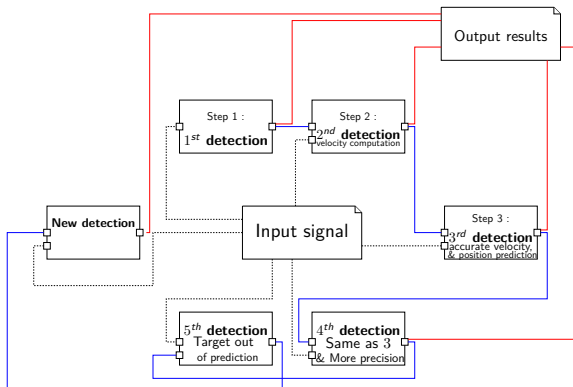 Output results
Step 1 :
1st detection
Step 2 :
2nd detection
velocity computation
New detection
Input signal
Step 3 :
3rd detection
accurate velocity,
& position prediction
5th detection
Target out
of prediction
4th detection
Same as 3
& More precision